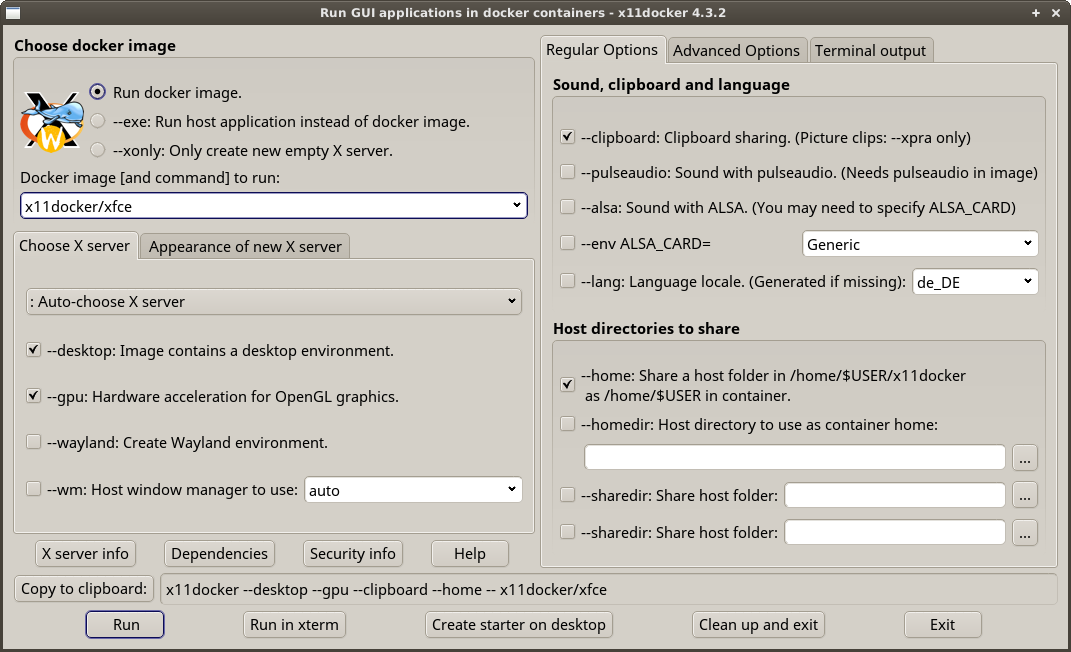 Run GUI applications in docker containers - x11docker 4.3.2
Choose docker image
W
Run docker image.
--exe: Run host application instead of docker image.
--xonly: Only create new empty X server.
Docker image [and command] to run:
x11docker/xfce
Choose X server
Appearance of new X server
: Auto-choose X server
--desktop: Image contains a desktop environment.
--gpu: Hardware acceleration for OpenGL graphics.
--wayland: Create Wayland environment.
--wm: Host window manager to use:
auto
X server info
Dependencies
Security info
Help
Regular Options
Advanced Options
Terminal output
Sound, clipboard and language
--clipboard: Clipboard sharing. (Picture clips: --xpra only)
--pulseaudio: Sound with pulseaudio. (Needs pulseaudio in image)
--alsa: Sound with ALSA. (You may need to specify ALSA_CARD)
--env ALSA_CARD=
Generic
--lang: Language locale. (Generated if missing):
de_DE
Host directories to share
--home: Share a host folder in /home/$USER/x11docker
as /home/$USER in container.
--homedir: Host directory to use as container home:
...
--sharedir: Share host folder:
...
--sharedir: Share host folder:
...
Copy to clipboard:
x11docker --desktop --gpu --clipboard --home -- x11docker/xfce
Run
Run in xterm
Create starter on desktop
Clean up and exit
Exit